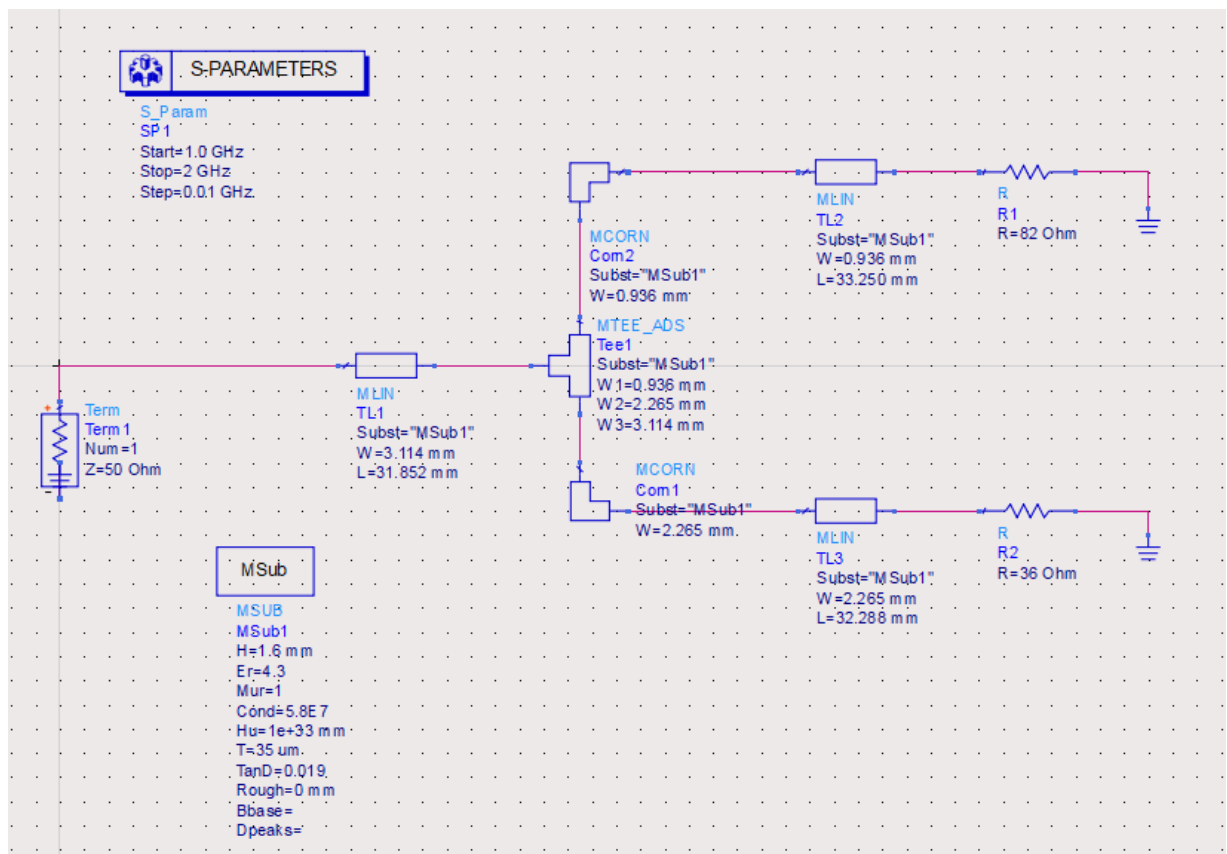 S-PARAMETERS
S_Param
SP1
Start=1.0 GHz
Stop=2 GHz
Step=0.01 GHz
MCORN
Corn2
Subst="MSub1"
W=0.936 mm
MLIN
TL2
Subst="MSub1"
W=0.936 mm
L=33.250 mm
R
R1
R=82 Ohm
MTEE_ADS
Tee1
Subst="MSub1"
W1=0.936 mm
W2=2.265 mm
W3=3.114 mm
MLIN
TL1
Subst="MSub1"
W=3.114 mm
L=31.852 mm
+
Term
Term1
Num=1
Z=50 Ohm
-
MCORN
Corn1
Subst="MSub1"
W=2.265 mm
MLIN
TL3
Subst="MSub1"
W=2.265 mm
L=32.288 mm
R
R2
R=36 Ohm
MSub
MSUB
MSub1
H=1.6 mm
Er=4.3
Mur=1
Cond=5.8E7
Hu=1e+33 mm
T=35 um
TanD=0.019
Rough=0 mm
Bbase=
Dpeaks=